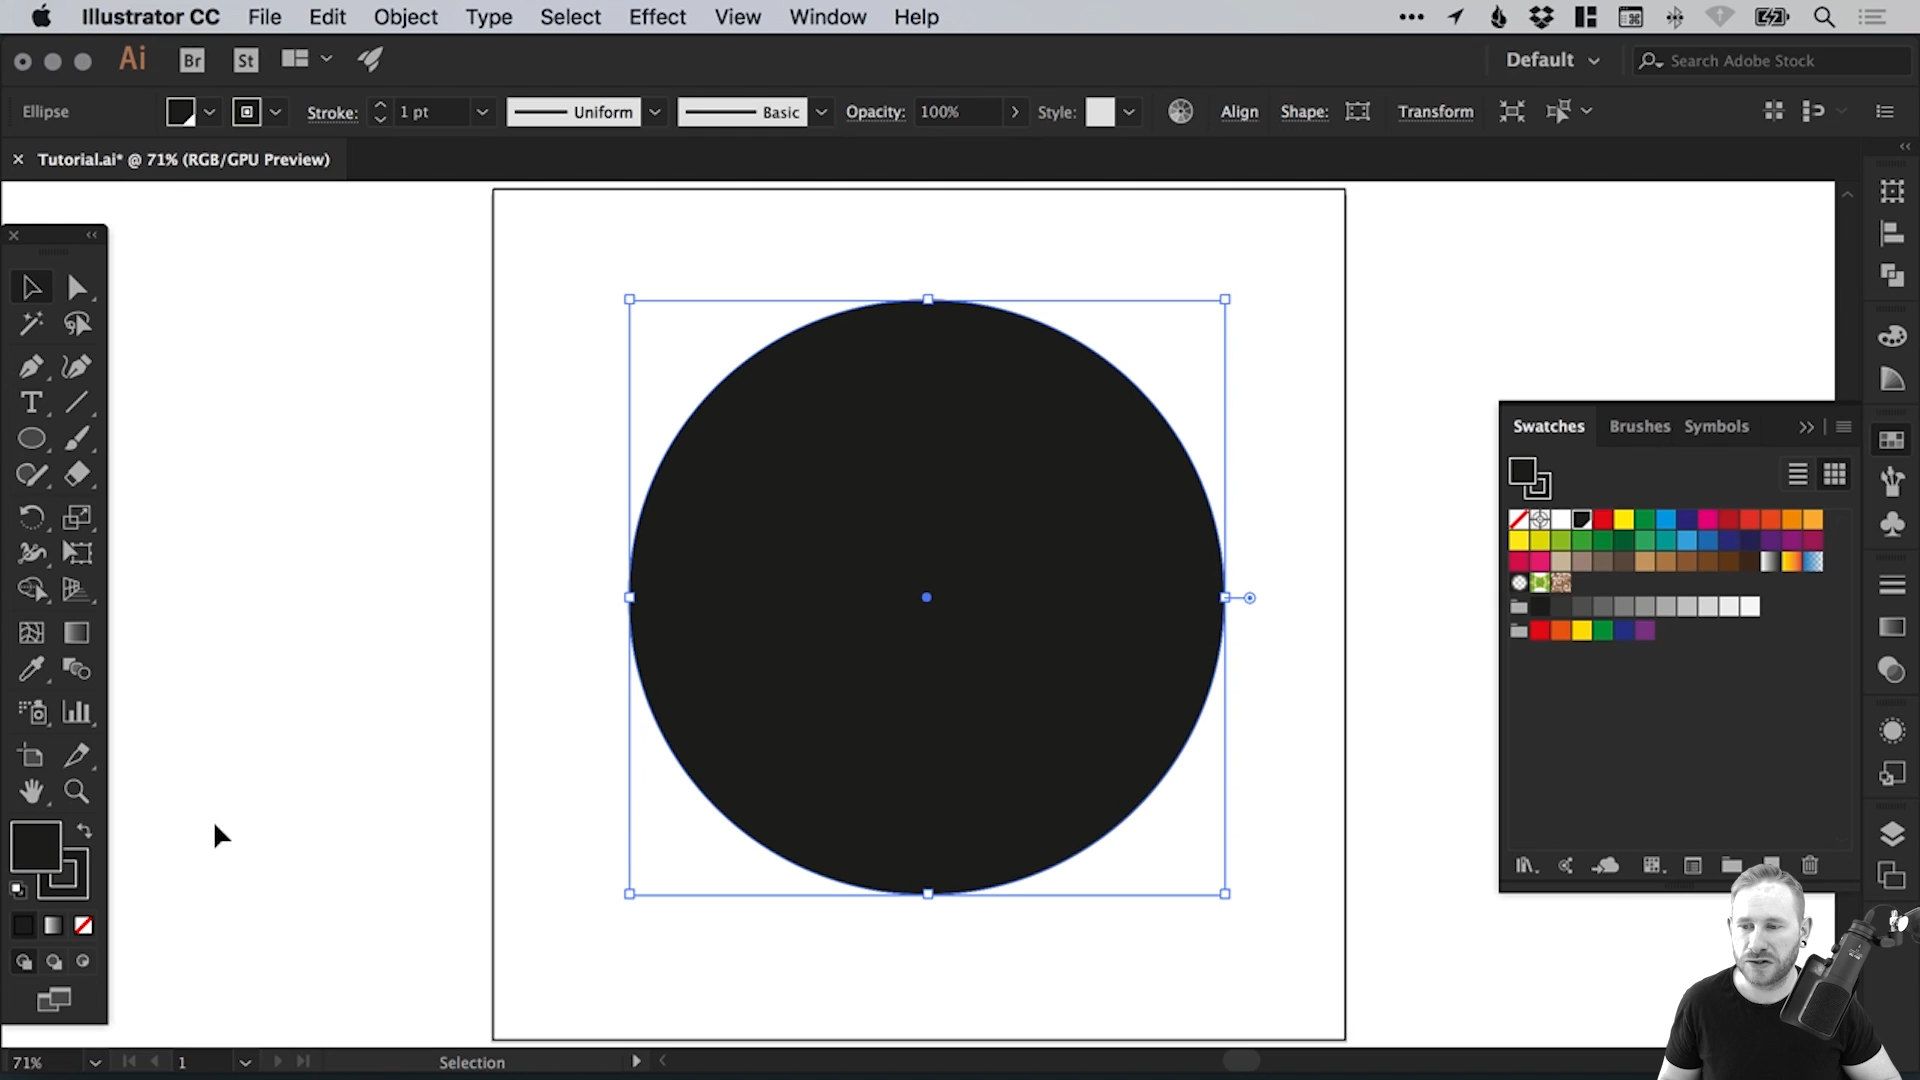 Illustrator CC File Edit Object Type Select Effect View Window Help
Ai Br St Default Search Adobe Stock
Ellipse Stroke: 1 pt Uniform Basic Opacity: 100% Style: Align Shape: Transform
Tutorial.ai* @ 71% (RGB/GPU Preview)
Swatches Brushes Symbols
71% 1 Selection